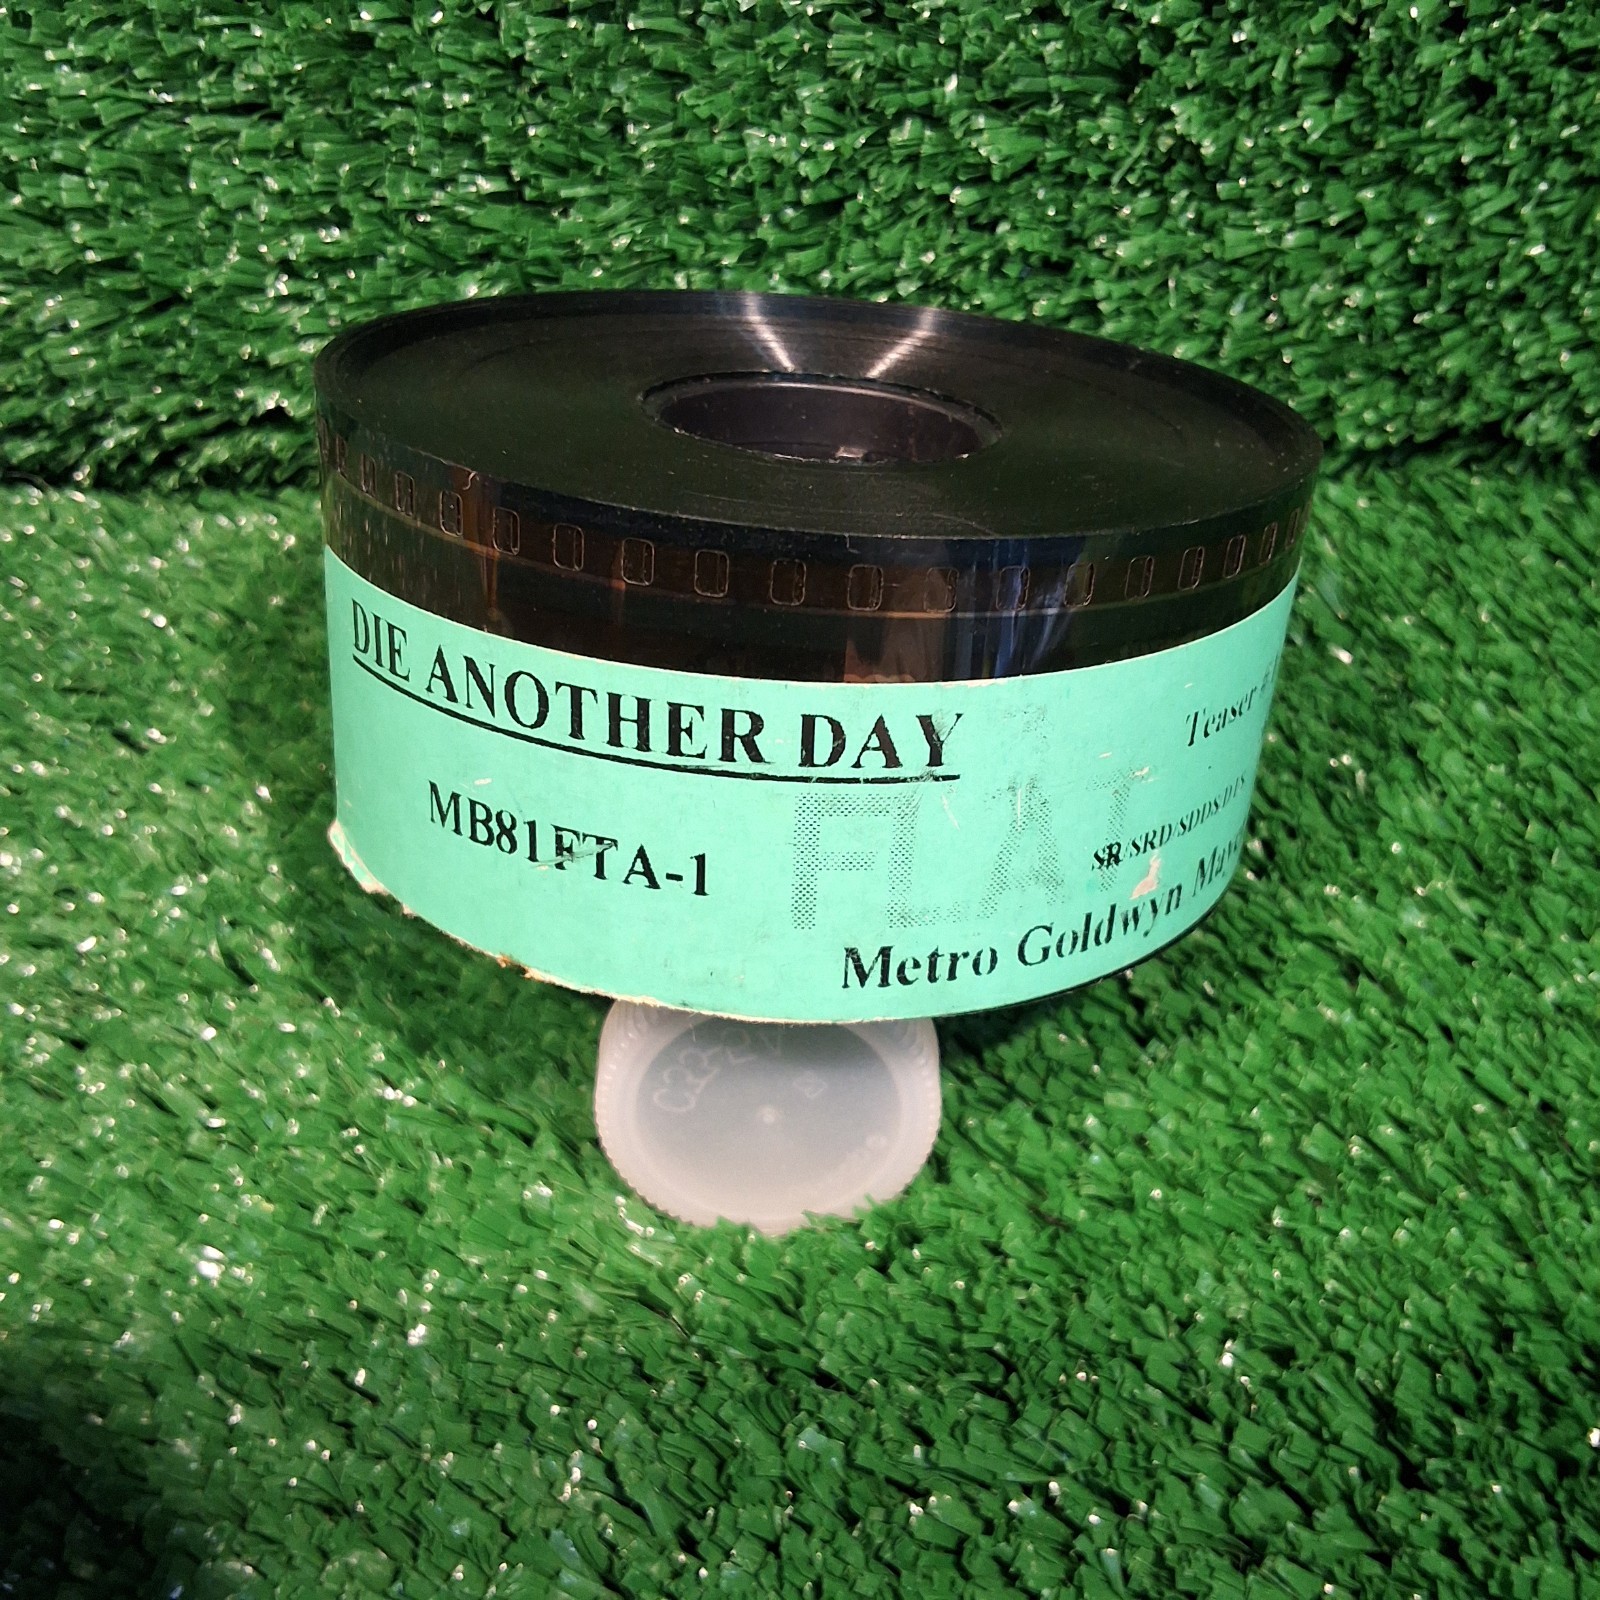 DIE ANOTHER DAY
Teaser
MB81FTA-1
FLAT
SR/SRD/SDDS/DTS
Metro Goldwyn